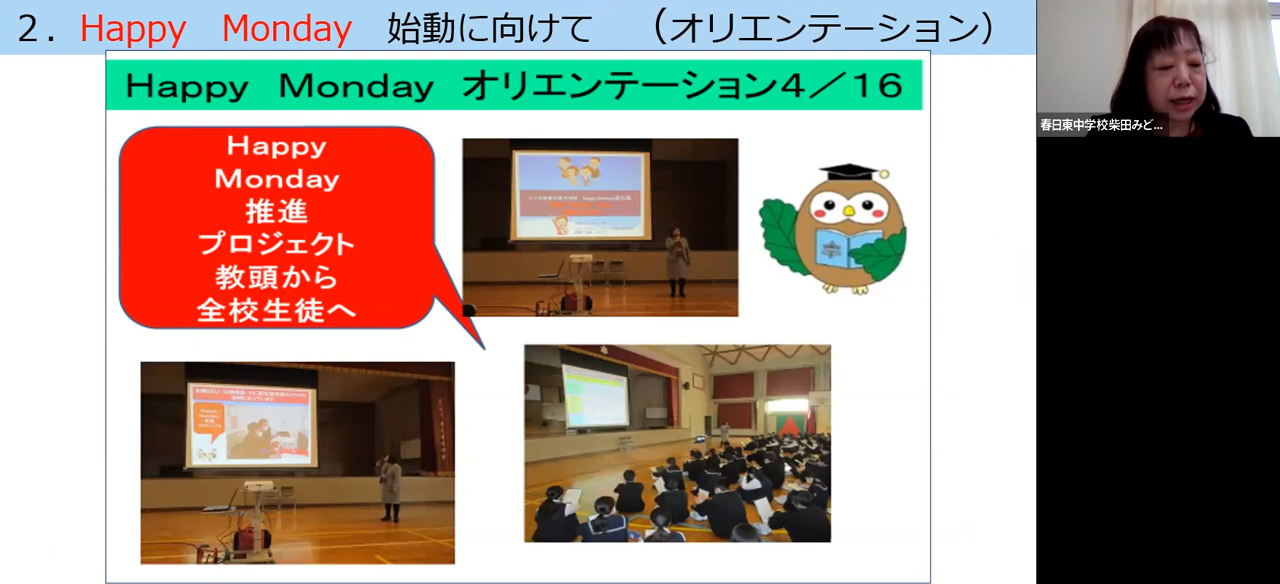 ２．Happy　Monday　始動に向けて　（オリエンテーション）
Happy　Monday　オリエンテーション４／１６
Happy
Monday
推進
プロジェクト
教頭から
全校生徒へ
春日東中学校柴田みど...